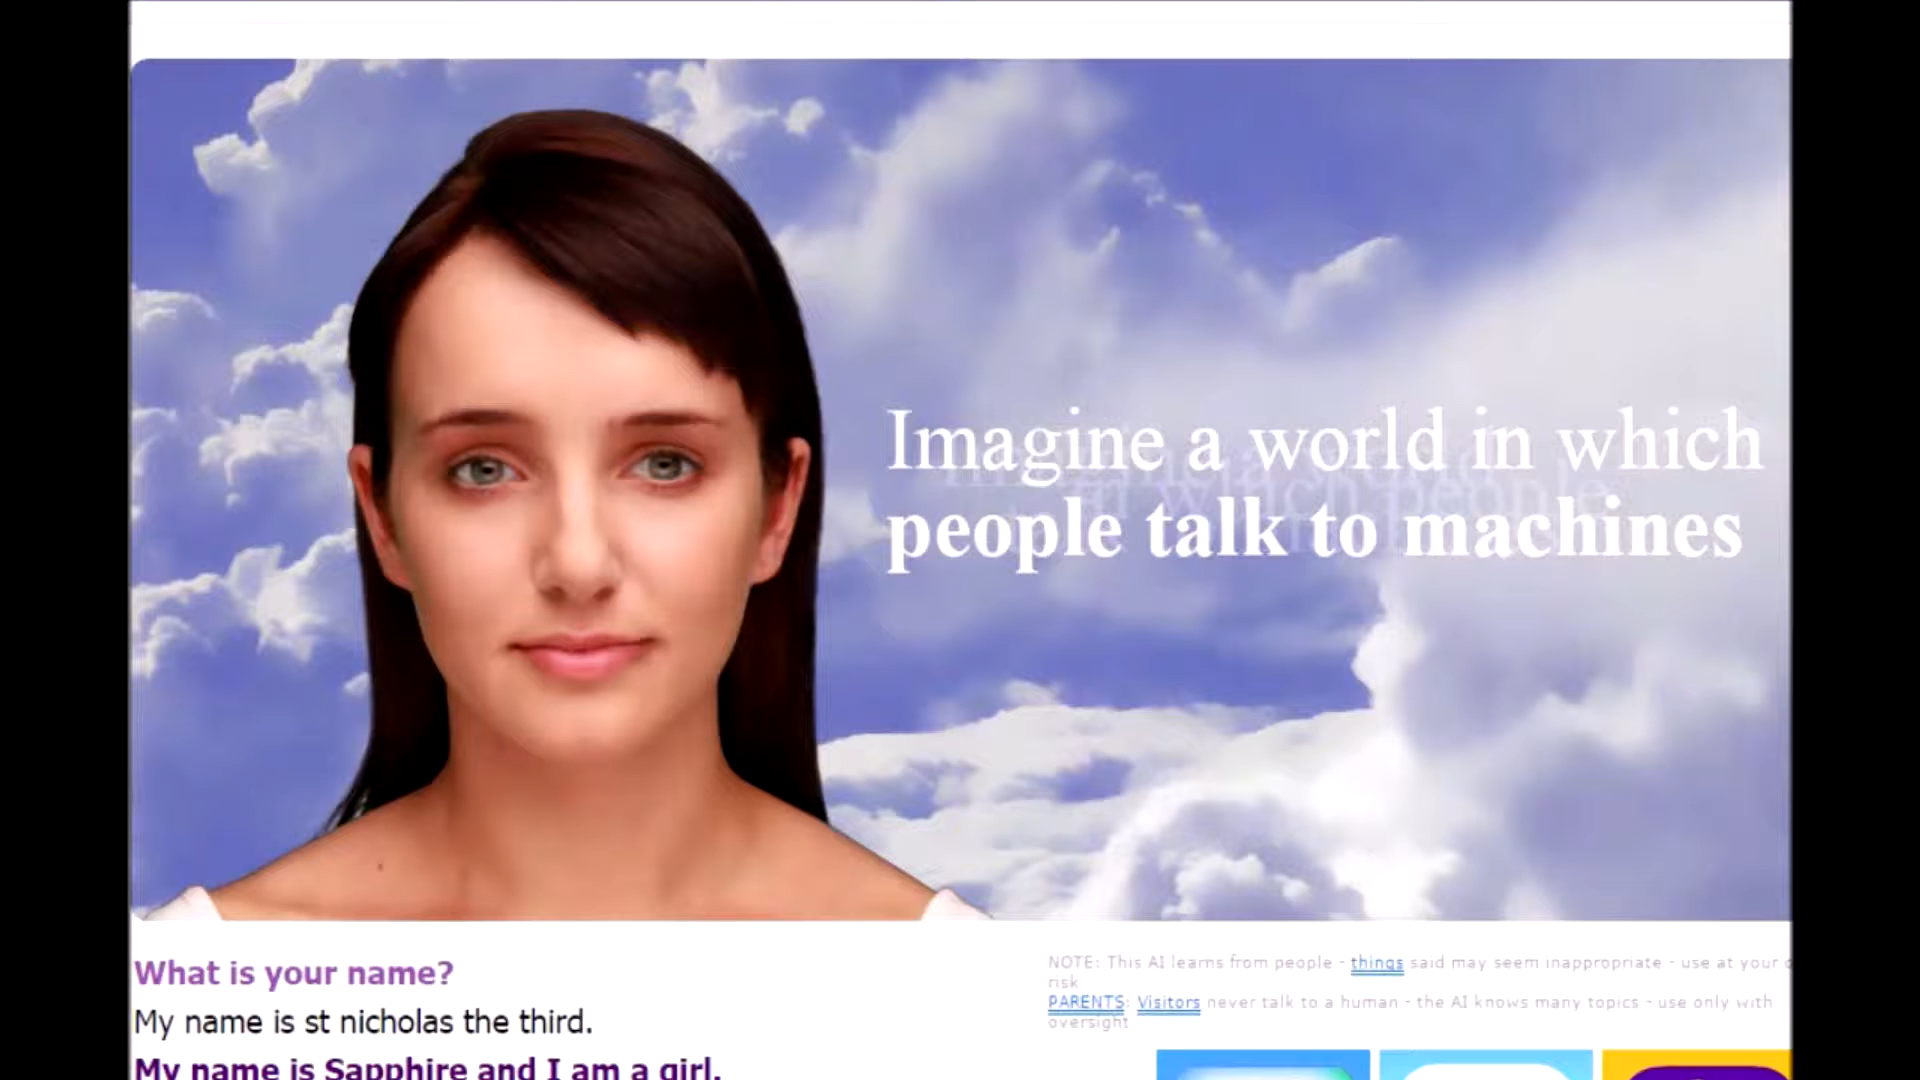 Imagine a world in which
people talk to machines
What is your name?
My name is st nicholas the third.
My name is Sapphire and I am a girl.
NOTE: This AI learns from people - things said may seem inappropriate - use at your
risk
PARENTS: Visitors never talk to a human - the AI knows many topics - use only with
oversight